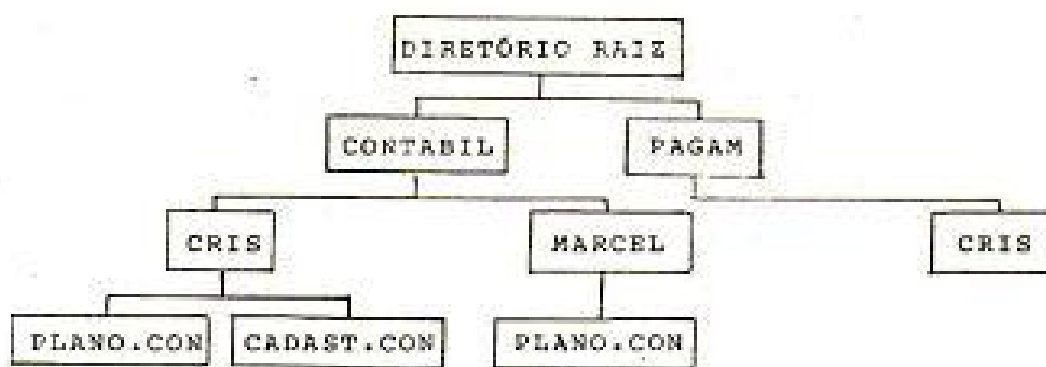 DIRETÓRIO RAIZ
CONTABIL
PAGAM
CRIS
MARCEL
CRIS
PLANO.CON
CADAST.CON
PLANO.CON